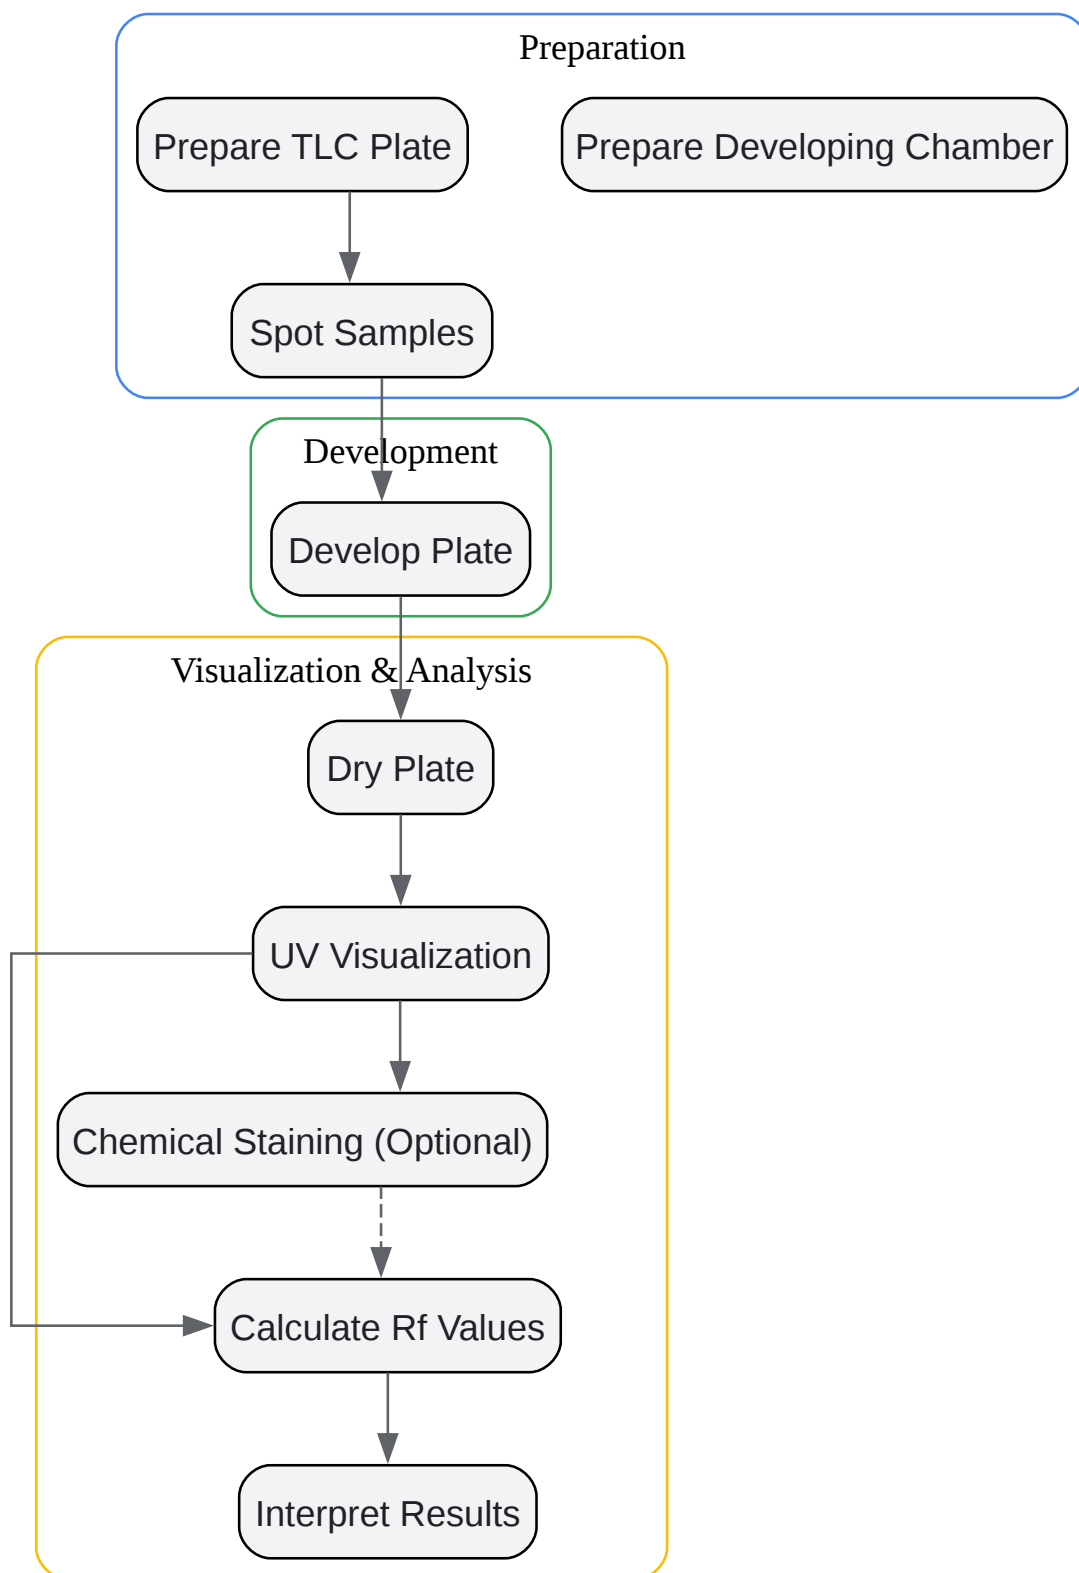 Preparation
Prepare TLC Plate
Prepare Developing Chamber
Spot Samples
Development
Develop Plate
Visualization & Analysis
Dry Plate
UV Visualization
Chemical Staining (Optional)
Calculate Rf Values
Interpret Results